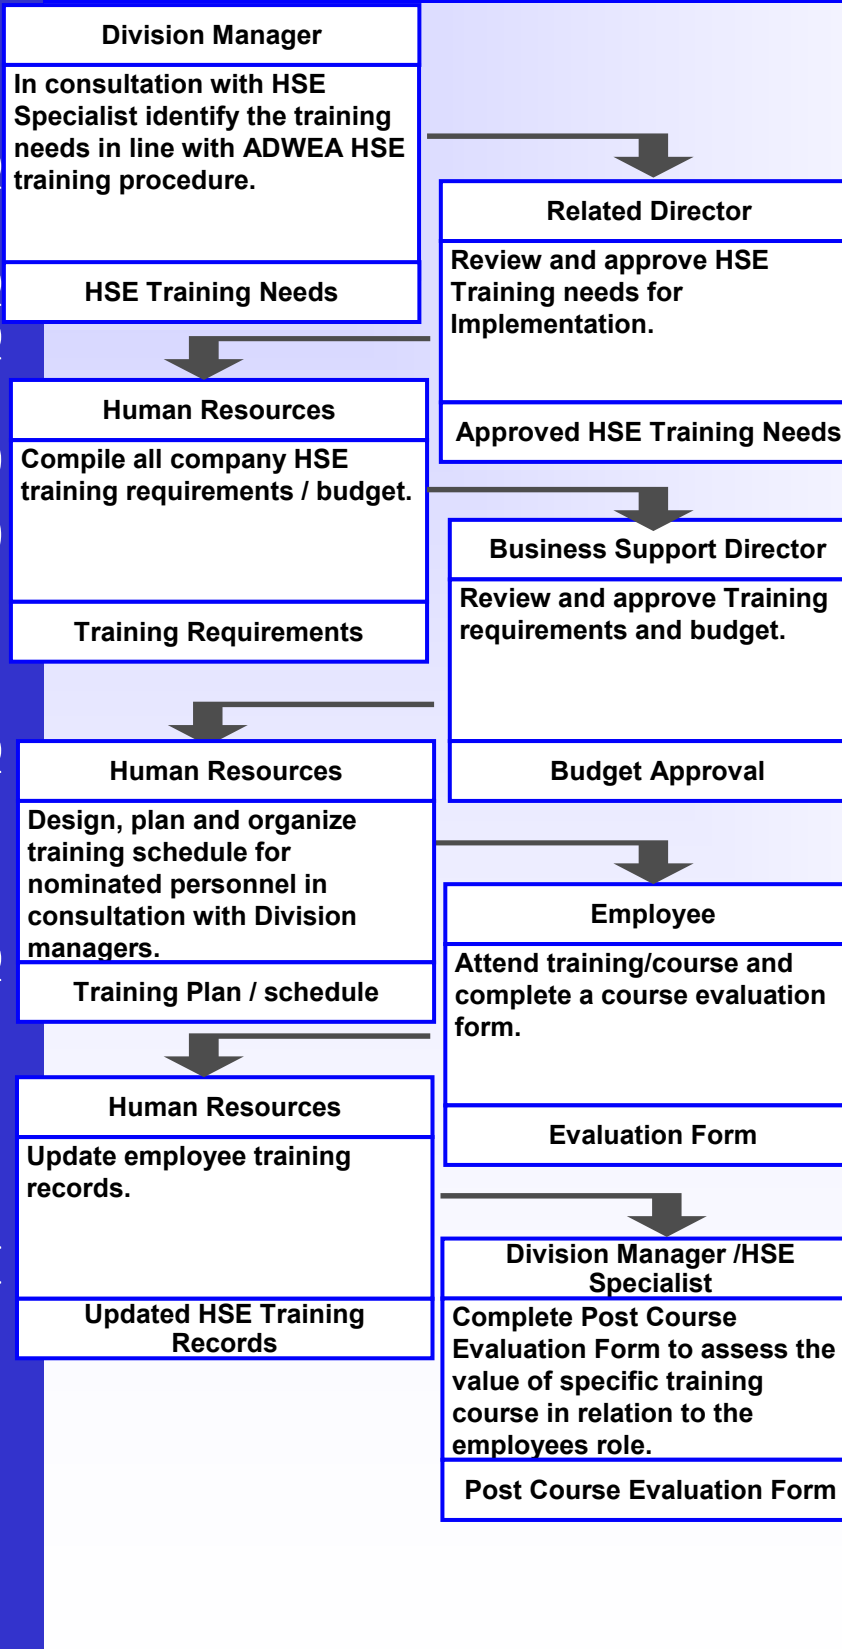 Division Manager
In consultation with HSE
Specialist identify the training
needs in line with ADWEA HSE
training procedure.
HSE Training Needs
Related Director
Review and approve HSE
Training needs for
Implementation.
Approved HSE Training Needs
Human Resources
Compile all company HSE
training requirements / budget.
Training Requirements
Business Support Director
Review and approve Training
requirements and budget.
Budget Approval
Human Resources
Design, plan and organize
training schedule for
nominated personnel in
consultation with Division
managers.
Training Plan / schedule
Employee
Attend training/course and
complete a course evaluation
form.
Evaluation Form
Human Resources
Update employee training
records.
Updated HSE Training
Records
Division Manager /HSE
Specialist
Complete Post Course
Evaluation Form to assess the
value of specific training
course in relation to the
employees role.
Post Course Evaluation Form